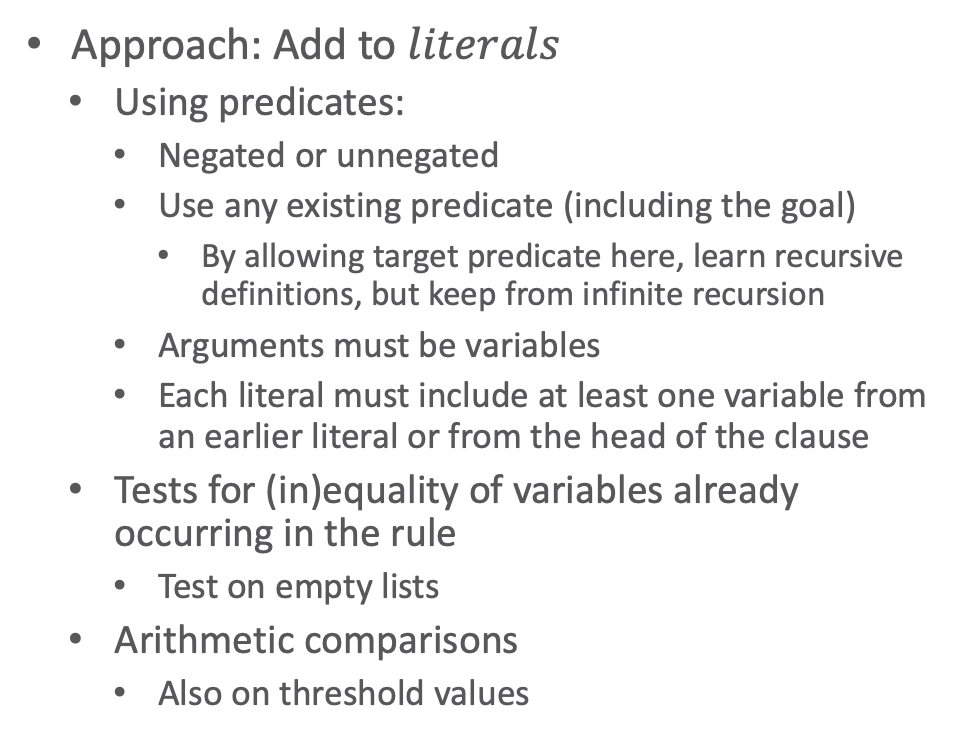 • Approach: Add to literals
• Using predicates:
• Negated or unnegated
• Use any existing predicate (including the goal)
• By allowing target predicate here, learn recursive
definitions, but keep from infinite recursion
• Arguments must be variables
• Each literal must include at least one variable from
an earlier literal or from the head of the clause
• Tests for (in)equality of variables already
occurring in the rule
• Test on empty lists
• Arithmetic comparisons
• Also on threshold values